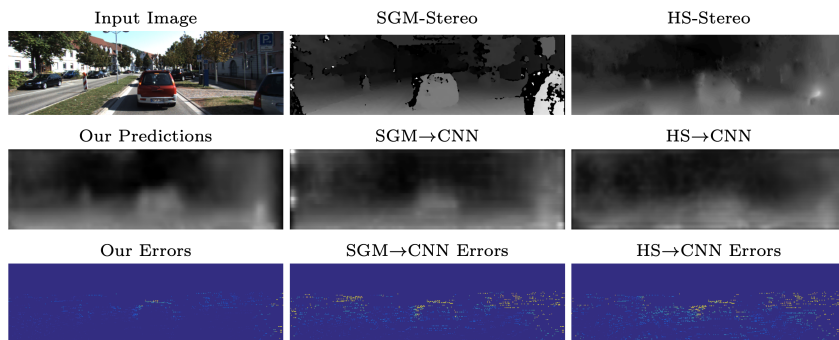 Input Image
SGM-Stereo
HS-Stereo
Our Predictions
SGM→CNN
HS→CNN
Our Errors
SGM→CNN Errors
HS→CNN Errors